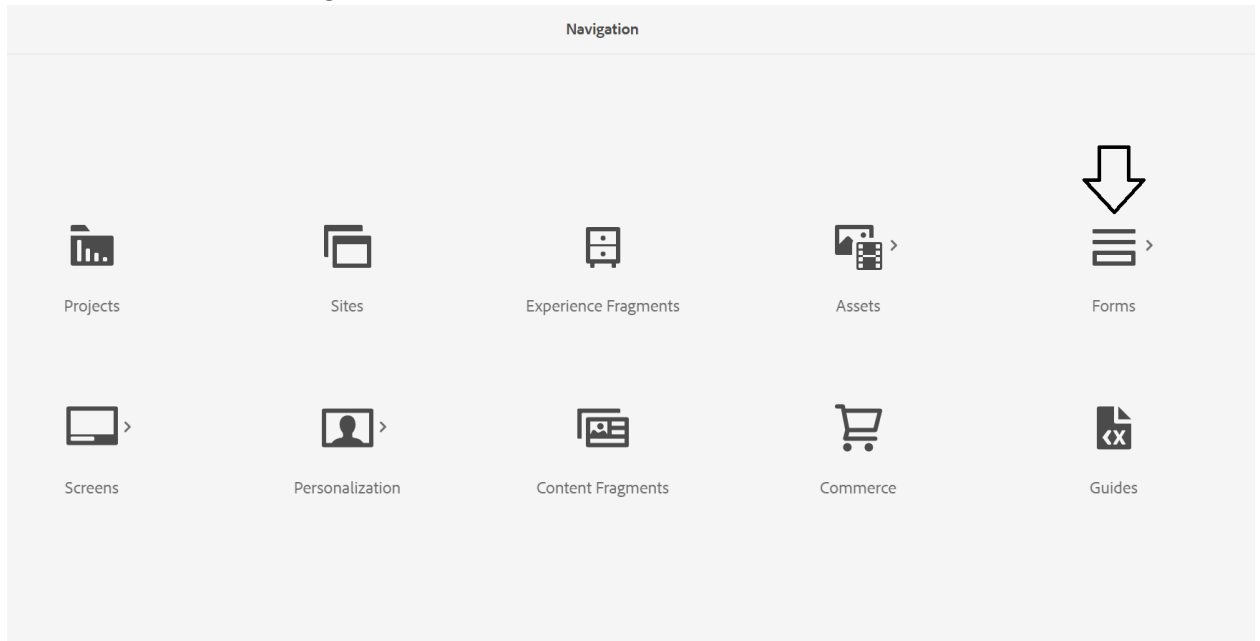 Navigation
Projects
Sites
Experience Fragments
Assets
Forms
Screens
Personalization
Content Fragments
Commerce
Guides